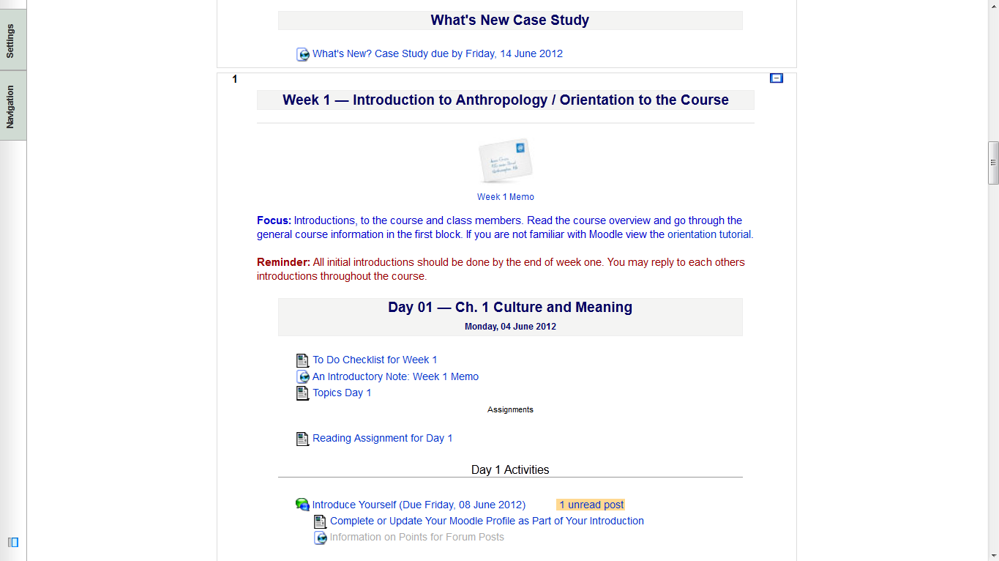 Settings
Navigation
What's New Case Study
What's New? Case Study due by Friday, 14 June 2012
1
Week 1 — Introduction to Anthropology / Orientation to the Course
Week 1 Memo
Focus: Introductions, to the course and class members. Read the course overview and go through the
general course information in the first block. If you are not familiar with Moodle view the orientation tutorial.
Reminder: All initial introductions should be done by the end of week one. You may reply to each others
introductions throughout the course.
Day 01 — Ch. 1 Culture and Meaning
Monday, 04 June 2012
To Do Checklist for Week 1
An Introductory Note: Week 1 Memo
Topics Day 1
Assignments
Reading Assignment for Day 1
Day 1 Activities
Introduce Yourself (Due Friday, 08 June 2012) 1 unread post
Complete or Update Your Moodle Profile as Part of Your Introduction
Information on Points for Forum Posts